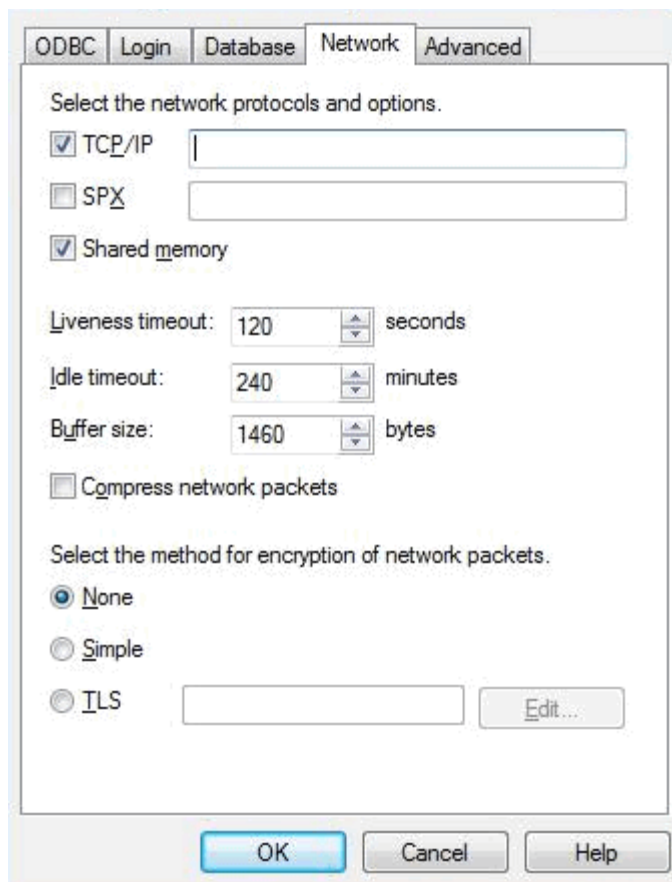 ODBC Login Database Network Advanced
Select the network protocols and options.
TCP/IP
SPX
Shared memory
Liveness timeout: 120 seconds
Idle timeout: 240 minutes
Buffer size: 1460 bytes
Compress network packets
Select the method for encryption of network packets.
None
Simple
TLS Edit...
OK Cancel Help